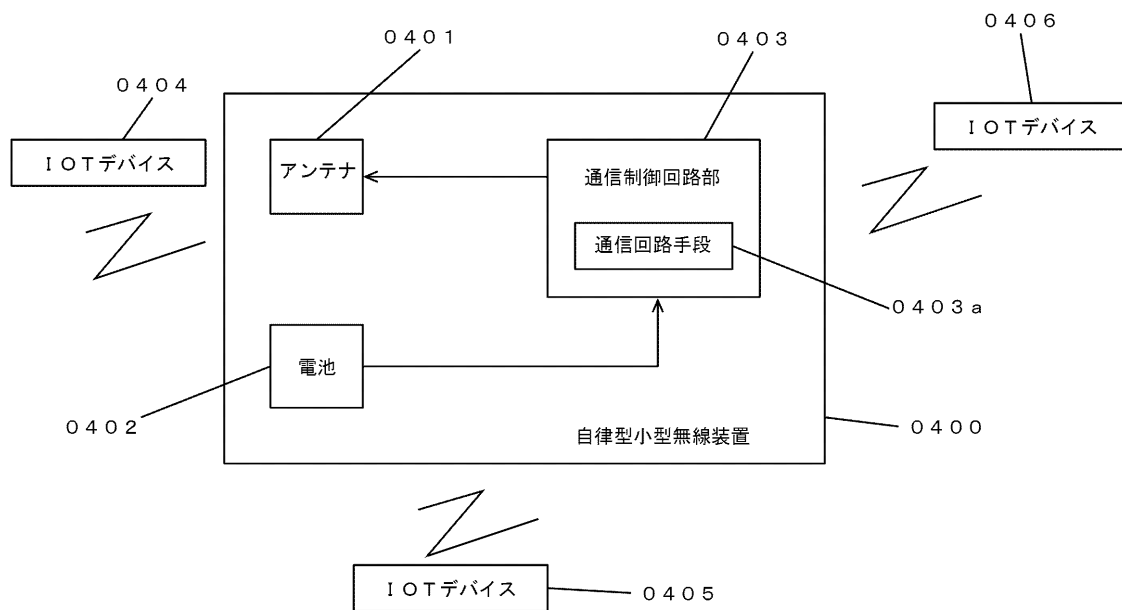 ０４０１
０４０３
０４０６
０４０４
ＩＯＴデバイス
ＩＯＴデバイス
アンテナ
通信制御回路部
通信回路手段
０４０３ａ
電池
０４０２
自律型小型無線装置
０４００
ＩＯＴデバイス
０４０５